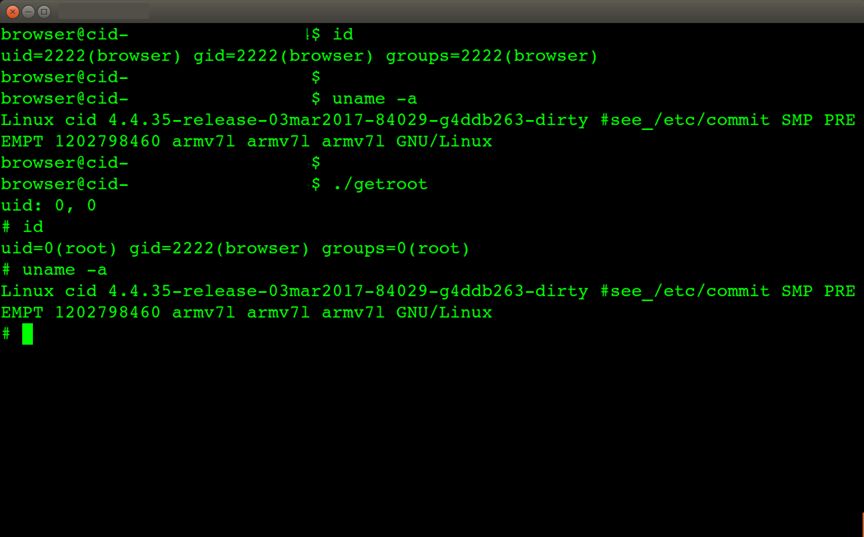 browser@cid- $ id
uid=2222(browser) gid=2222(browser) groups=2222(browser)
browser@cid- $
browser@cid- $ uname -a
Linux cid 4.4.35-release-03mar2017-84029-g4ddb263-dirty #see_/etc/commit SMP PRE
EMPT 1202798460 armv7l armv7l armv7l GNU/Linux
browser@cid- $
browser@cid- $ ./getroot
uid: 0, 0
# id
uid=0(root) gid=2222(browser) groups=0(root)
# uname -a
Linux cid 4.4.35-release-03mar2017-84029-g4ddb263-dirty #see_/etc/commit SMP PRE
EMPT 1202798460 armv7l armv7l armv7l GNU/Linux
#